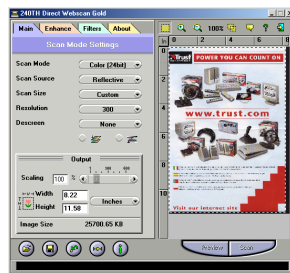 240TH Direct Webscan Gold
Main Enhance Filters About
Scan Mode Settings
Scan Mode Color (24bit)
Scan Source Reflective
Scan Size Custom
Resolution 300
Descreen None
Output
Scaling 100 %
Width 8.22
Height 11.58
Inches
Image Size 25700.65 KB
100%
in 0 2 4 6 8
0
2
4
6
8
10
Trust POWER YOU CAN COUNT ON
www.trust.com
Visit our internet site
Preview Scan